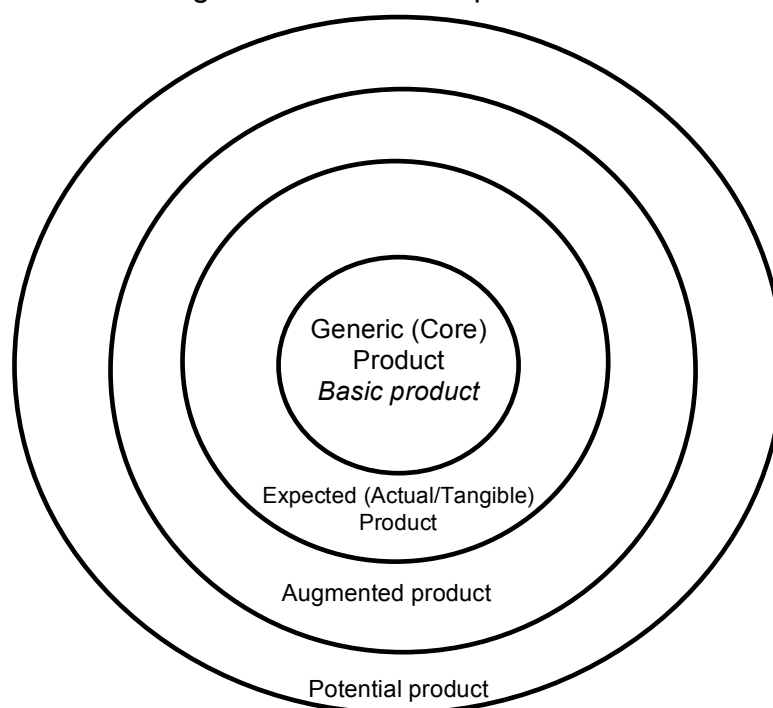 Generic (Core)
Product
Basic product
Expected (Actual/Tangible)
Product
Augmented product
Potential product